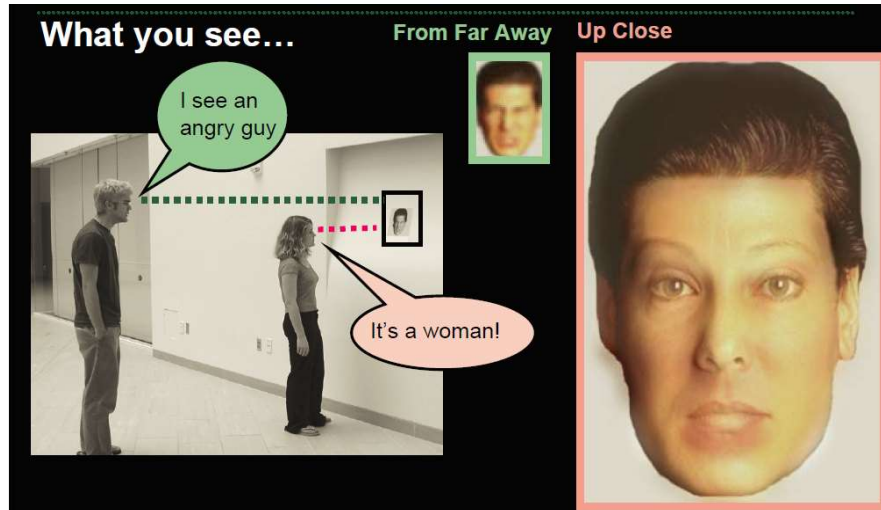 What you see...
From Far Away
Up Close
I see an
angry guy
It's a woman!